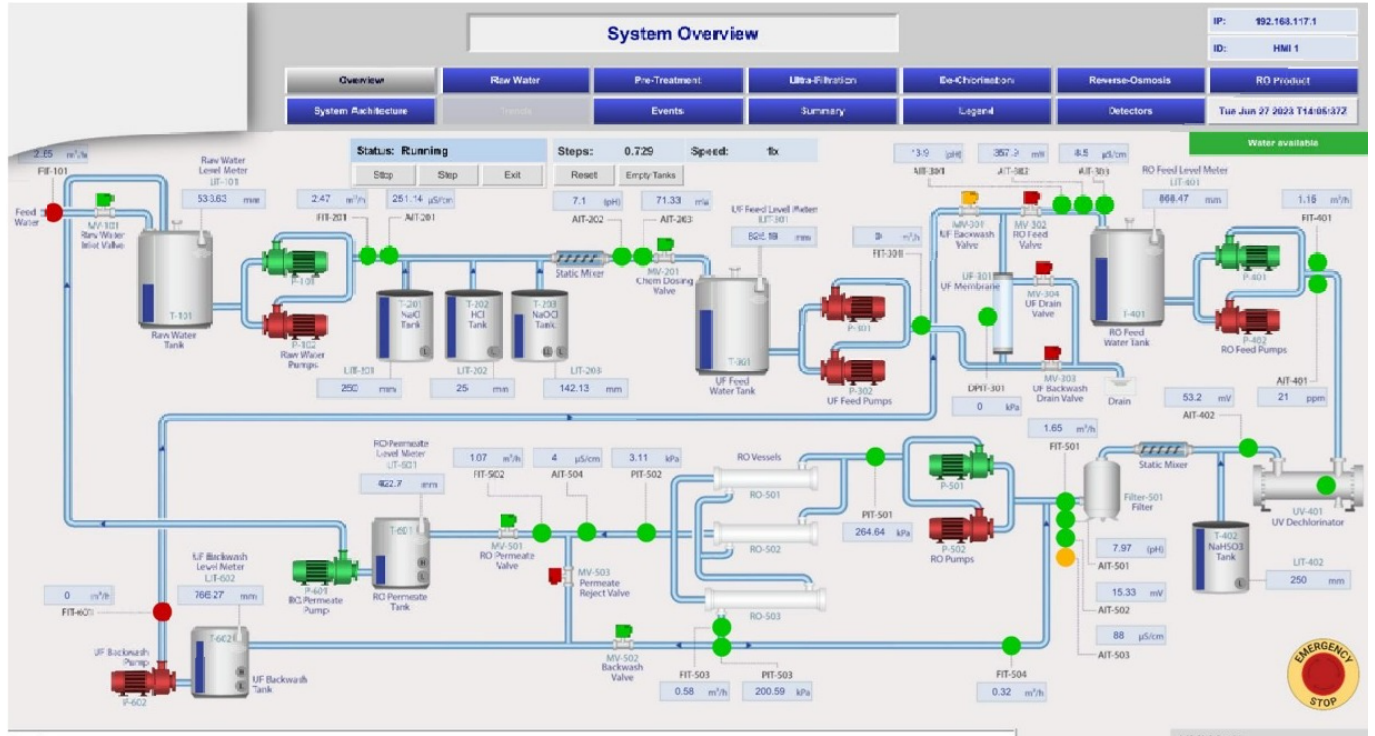 System Overview
IP: 192.168.117.1
ID: HMI 1
Overview
Raw Water
Pre-Treatment
Ultra-Filtration
De-Chlorination
Reverse-Osmosis
RO Product
System Architecture
Trends
Events
Summary
Legend
Detectors
Tue Jun 27 2023 T14:05:37Z
Status: Running
Steps: 0.729 Speed: 1x
Stop
Step
Exit
Reset
Empty Tanks
Water available
m³/h
FIT-101
Feed
Water
MV-101
Raw Water
Inlet Valve
Raw Water
Level Meter
LIT-101
533.63 mm
T-101
Raw Water
Tank
P-101
P-102
Raw Water
Pumps
2.47 m³/h
FIT-201
251.14 µS/cm
AIT-201
T-201
Tank
LIT-201
250 mm
T-202
HCl
Tank
LIT-202
25 mm
T-203
NaOCl
Tank
LIT-203
142.13 mm
L
L
H L
Static Mixer
7.1 (pH)
AIT-202
71.33 mV
AIT-203
MV-201
Chem Dosing
Valve
UF Feed Level Meter
LIT-301
mm
T-301
UF Feed
Water Tank
P-301
P-302
UF Feed Pumps
m³/h
FIT-301
(pH)
AIT-301
mV
AIT-302
8.5 µS/cm
AIT-303
MV-301
UF Backwash
Valve
MV-302
RO Feed
Valve
UF-301
UF Membrane
MV-304
UF Drain
Valve
MV-303
UF Backwash
Drain Valve
Drain
DPIT-301
0 kPa
RO Feed Level Meter
LIT-401
868.47 mm
T-401
RO Feed
Water Tank
P-401
P-402
RO Feed Pumps
m³/h
FIT-401
AIT-401
21 ppm
53.2 mV
AIT-402
UV-401
UV Dechlorinator
T-402
NaHSO3
Tank
L
LIT-402
250 mm
Static Mixer
Filter-501
Filter
1.65 m³/h
FIT-501
7.97 (pH)
AIT-501
15.33 mV
AIT-502
88 µS/cm
AIT-503
P-501
P-502
RO Pumps
PIT-501
264.64 kPa
RO Vessels
RO-501
RO-502
RO-503
3.11 kPa
PIT-502
4 µS/cm
AIT-504
1.07 m³/h
FIT-502
MV-501
RO Permeate
Valve
MV-503
Permeate
Reject Valve
MV-502
Backwash
Valve
FIT-503
0.58 m³/h
PIT-503
200.59 kPa
FIT-504
0.32 m³/h
RO Permeate
Level Meter
LIT-601
mm
T-601
H
L
RO Permeate
Tank
P-601
RO Permeate
Pump
UF Backwash
Level Meter
LIT-602
766.27 mm
T-602
H
L
UF Backwash
Tank
0 m³/h
FIT-601
UF Backwash
Pump
P-602
EMERGENCY
STOP